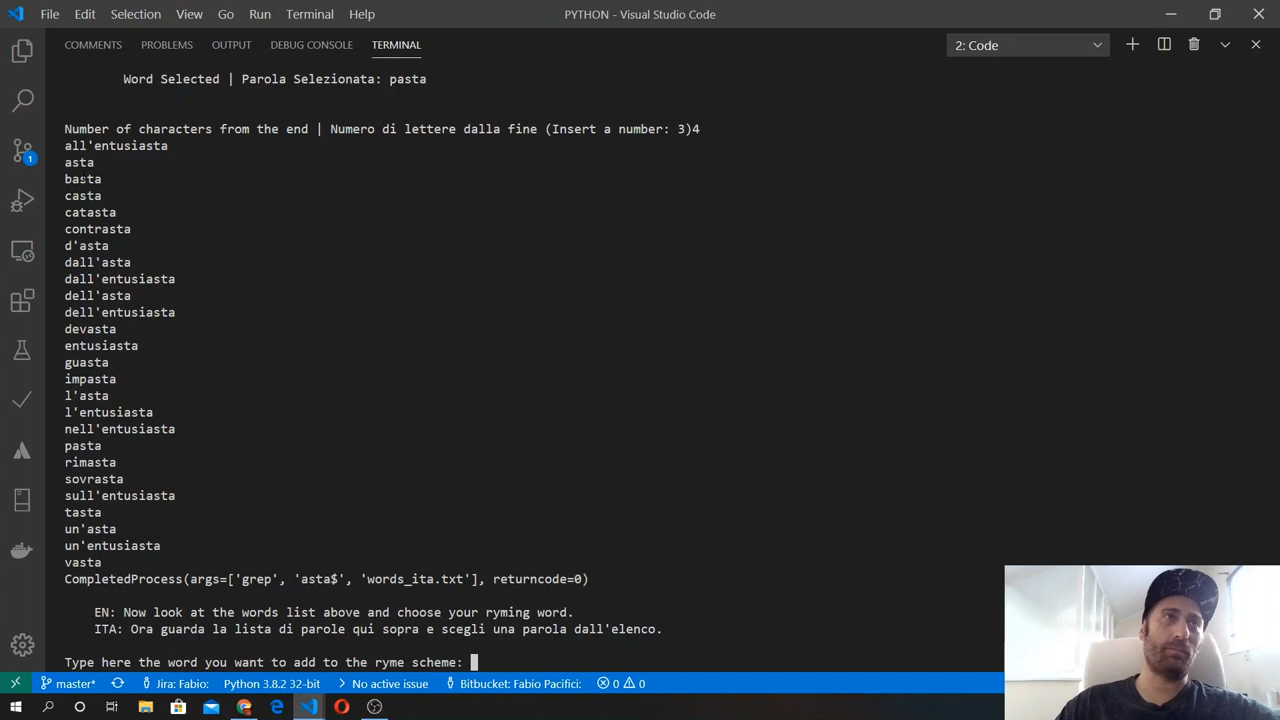 File Edit Selection View Go Run Terminal Help PYTHON - Visual Studio Code
COMMENTS PROBLEMS OUTPUT DEBUG CONSOLE TERMINAL 2: Code
Word Selected | Parola Selezionata: pasta
Number of characters from the end | Numero di lettere dalla fine (Insert a number: 3)4
all'entusiasta
asta
basta
casta
catasta
contrasta
d'asta
dall'asta
dall'entusiasta
dell'asta
dell'entusiasta
devasta
entusiasta
guasta
impasta
l'asta
l'entusiasta
nell'entusiasta
pasta
rimasta
sovrasta
sull'entusiasta
tasta
un'asta
un'entusiasta
vasta
CompletedProcess(args=['grep', 'asta$', 'words_ita.txt'], returncode=0)
EN: Now look at the words list above and choose your ryming word.
ITA: Ora guarda la lista di parole qui sopra e scegli una parola dall'elenco.
Type here the word you want to add to the ryme scheme:
1
master* Jira: Fabio: Python 3.8.2 32-bit No active issue Bitbucket: Fabio Pacifici: 0 0